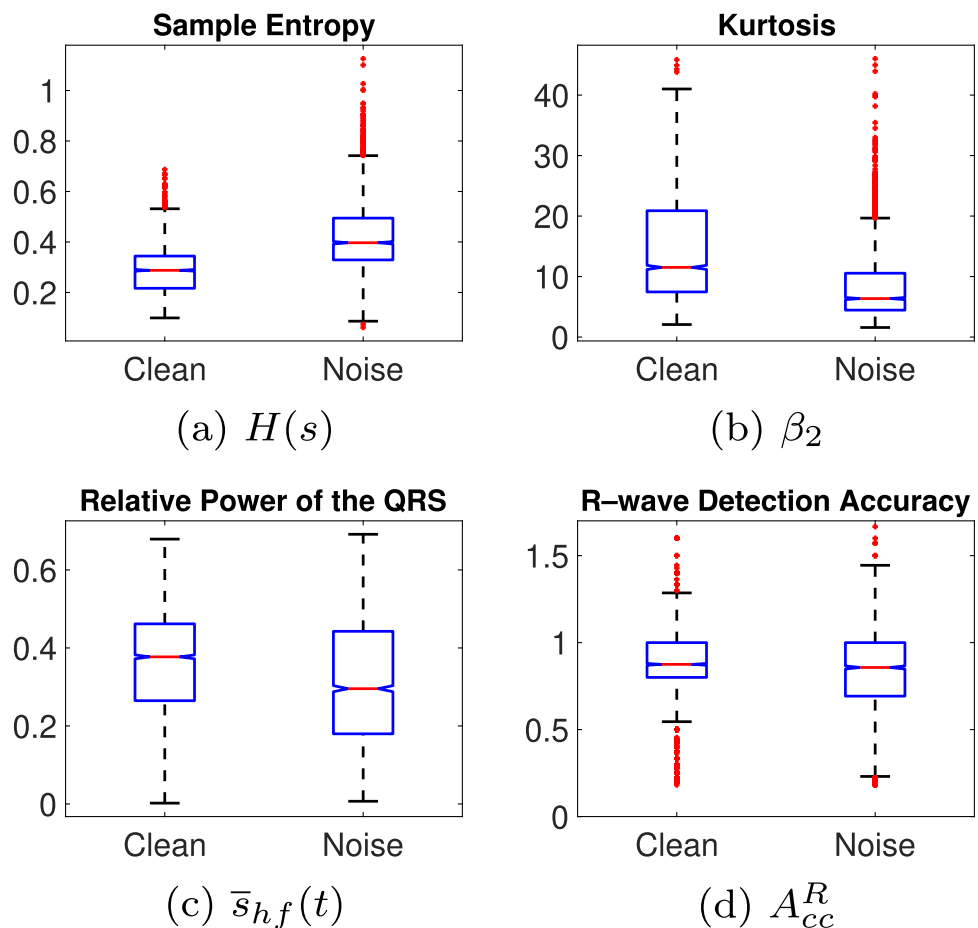 Sample Entropy
1
0.8
0.6
0.4
0.2
Clean Noise
(a) H(s)
Kurtosis
40
30
20
10
0
Clean Noise
(b) β₂
Relative Power of the QRS
0.6
0.4
0.2
0
Clean Noise
(c) s̅ₕf(t)
R–wave Detection Accuracy
1.5
1
0.5
0
Clean Noise
(d) A_{cc}^{R}